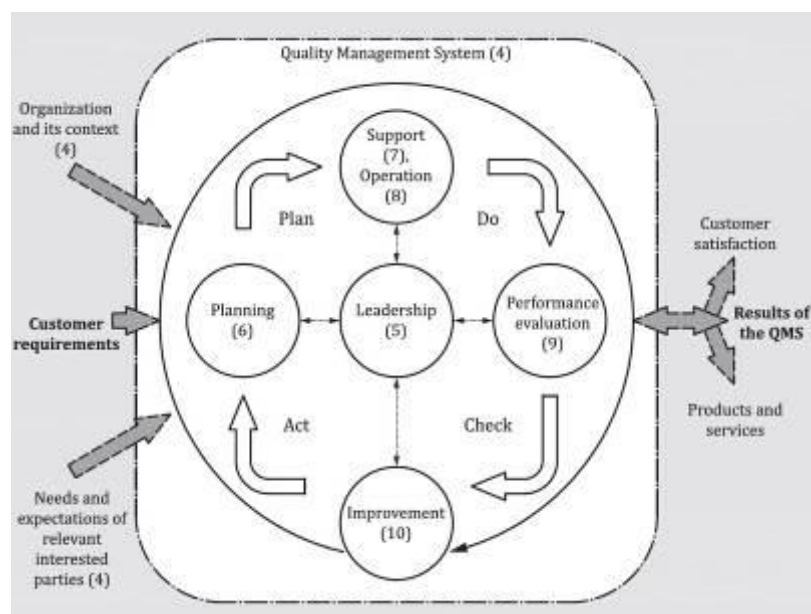 Quality Management System (4)
Organization
and its context
(4)
Support
(7),
Operation
(8)
Plan
Do
Customer
satisfaction
Planning
(6)
Leadership
(5)
Performance
evaluation
(9)
Customer
requirements
Results of
the QMS
Act
Check
Products and
services
Needs and
expectations of
relevant
interested
parties (4)
Improvement
(10)